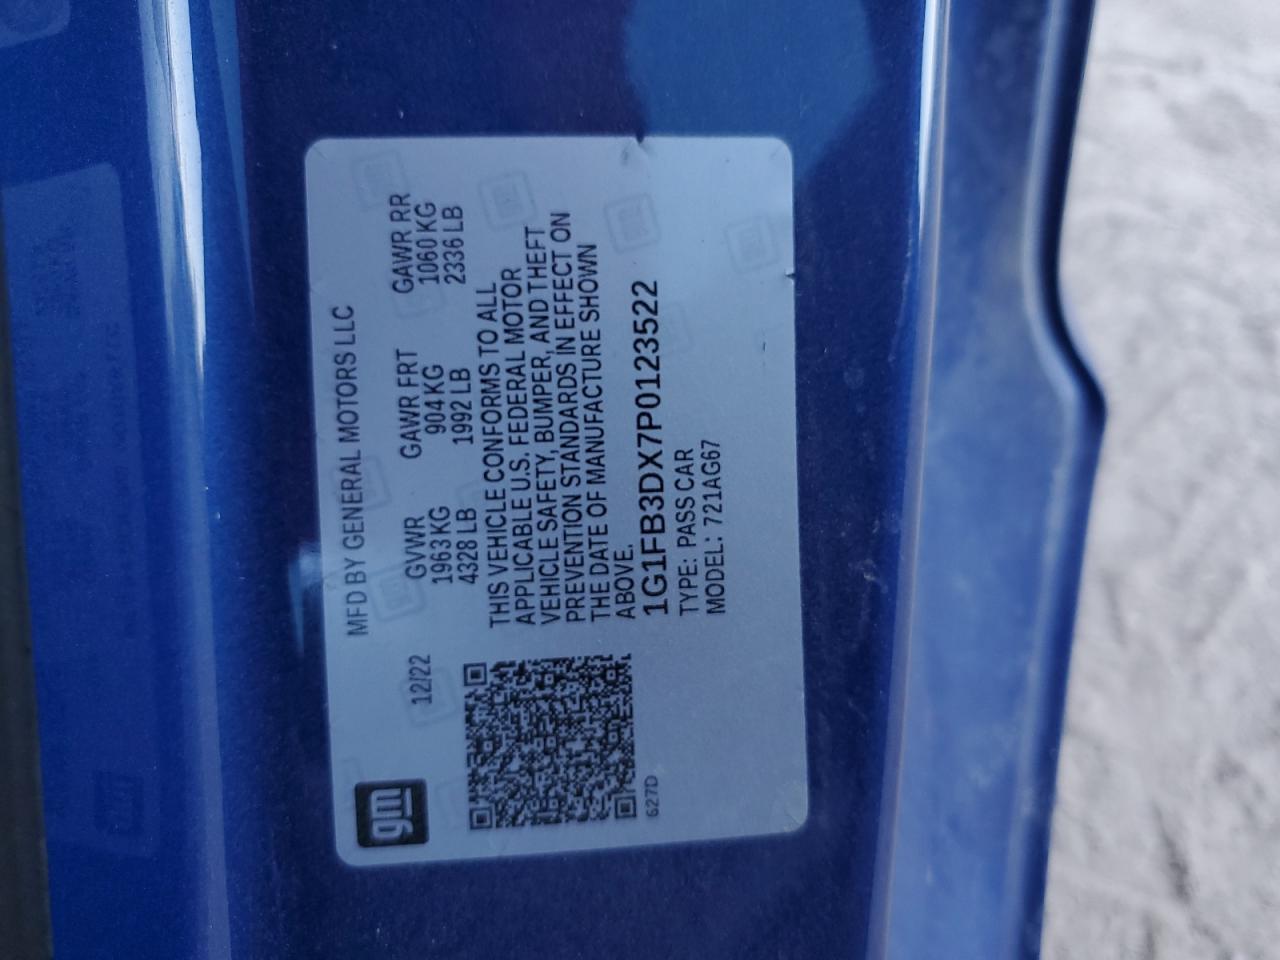 gm
MFD BY GENERAL MOTORS LLC
12/22 GVWR GAWR FRT GAWR RR
1963 KG 904 KG 1060 KG
4328 LB 1992 LB 2336 LB
THIS VEHICLE CONFORMS TO ALL
APPLICABLE U.S. FEDERAL MOTOR
VEHICLE SAFETY, BUMPER, AND THEFT
PREVENTION STANDARDS IN EFFECT ON
THE DATE OF MANUFACTURE SHOWN
ABOVE.
1G1FB3DX7P0123522
627D
TYPE: PASS CAR
MODEL: 721AG67